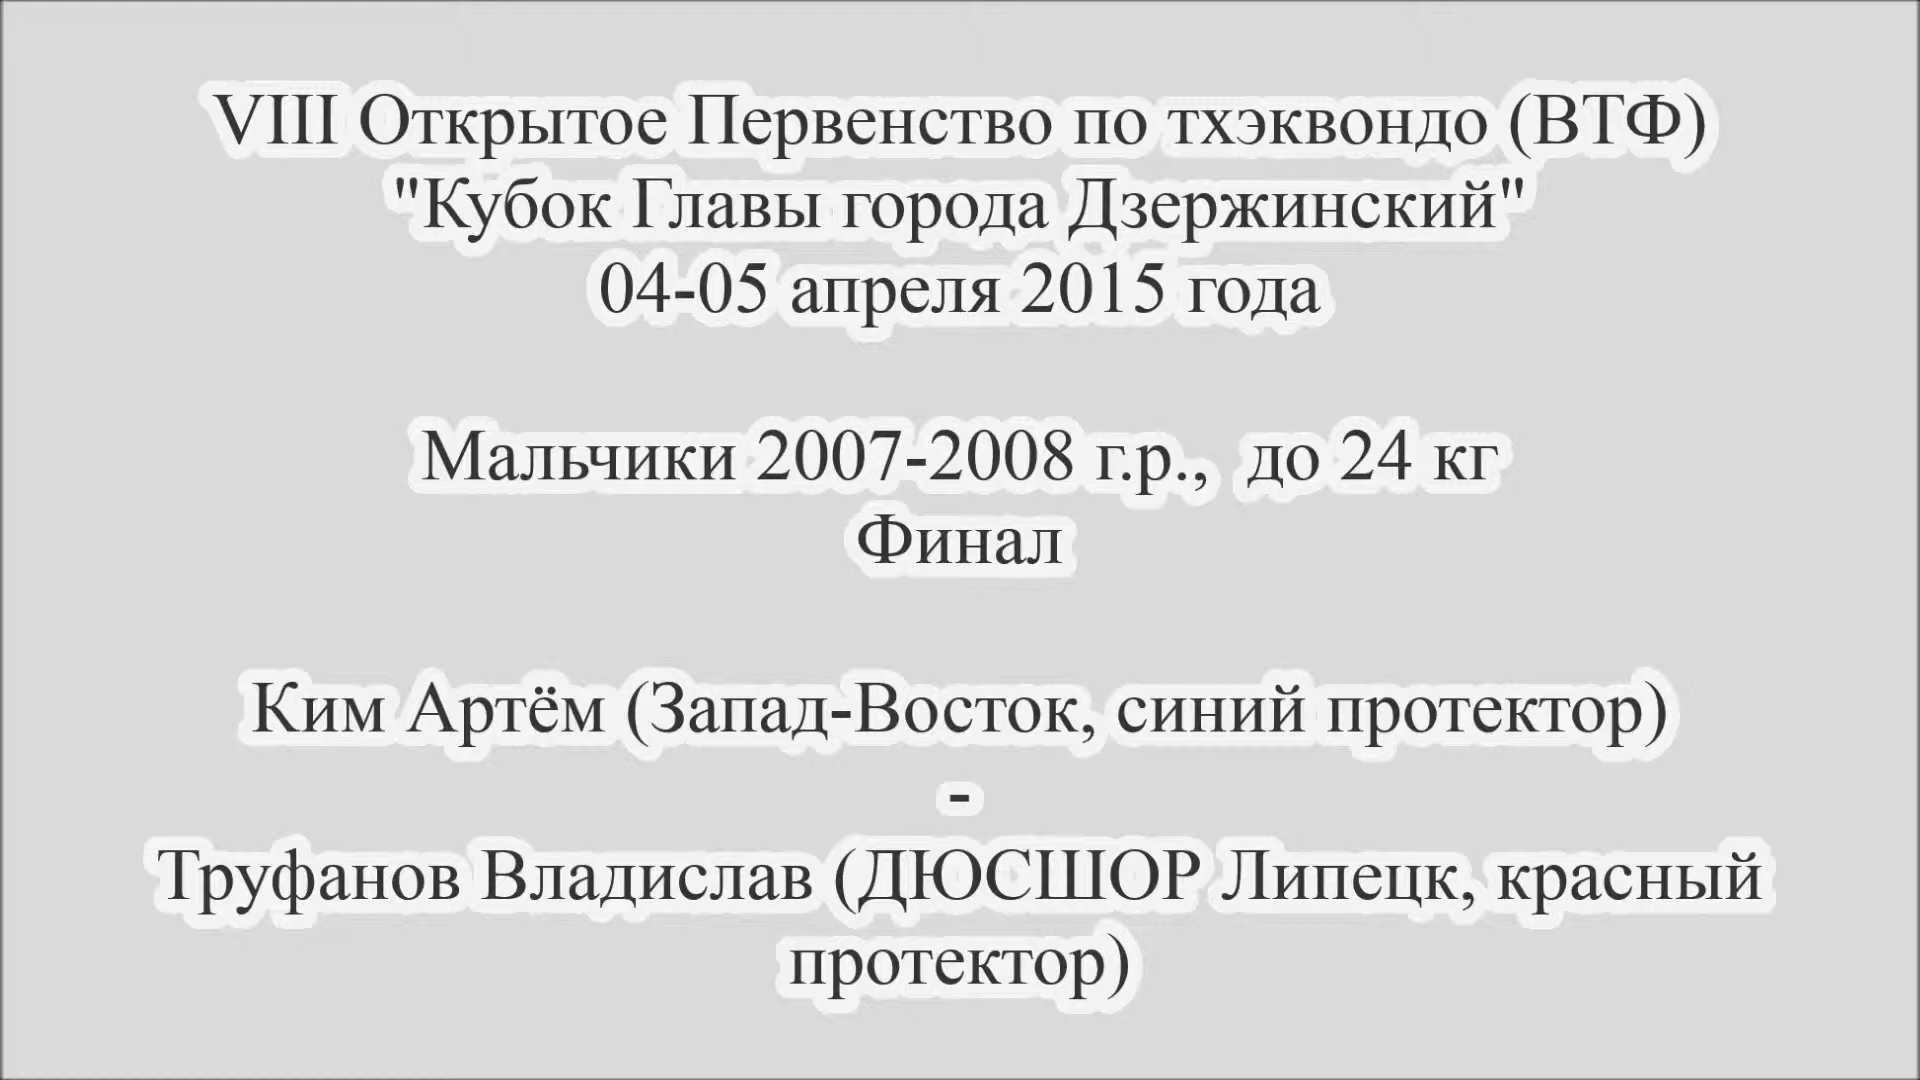 VIII Открытое Первенство по тхэквондо (ВТФ)
"Кубок Главы города Дзержинский"
04-05 апреля 2015 года
Мальчики 2007-2008 г.р.,  до 24 кг
Финал
Ким Артём (Запад-Восток, синий протектор)
-
Труфанов Владислав (ДЮСШОР Липецк, красный
протектор)